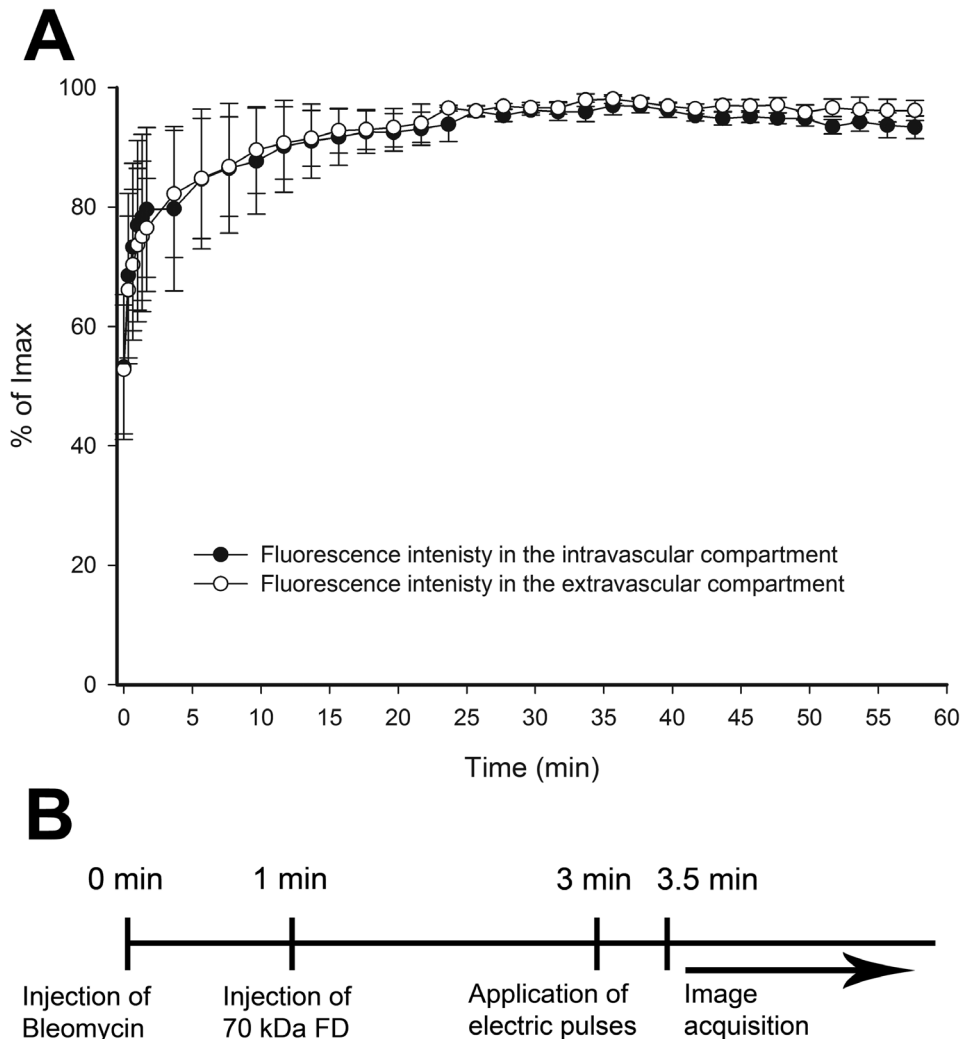 A
100
80
60
40
20
0
% of Imax
Fluorescence intenisty in the intravascular compartment
Fluorescence intenisty in the extravascular compartment
0 5 10 15 20 25 30 35 40 45 50 55 60
Time (min)
B
0 min 1 min 3 min 3.5 min
Injection of Injection of Application of Image
Bleomycin 70 kDa FD electric pulses acquisition